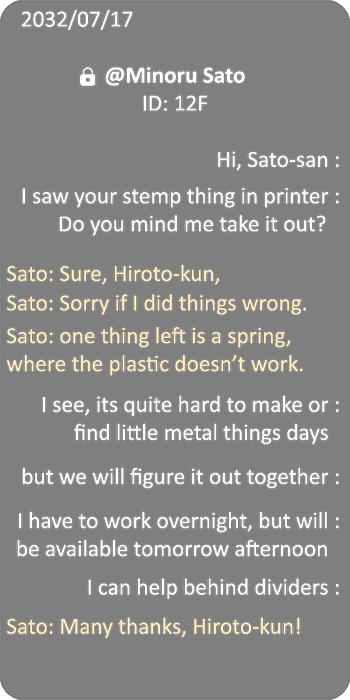 2032/07/17
@Minoru Sato
ID: 12F
Hi, Sato-san :
I saw your stemp thing in printer :
Do you mind me take it out?
Sato: Sure, Hiroto-kun,
Sato: Sorry if I did things wrong.
Sato: one thing left is a spring,
where the plastic doesn't work.
I see, its quite hard to make or :
find little metal things days
but we will figure it out together :
I have to work overnight, but will :
be available tomorrow afternoon
I can help behind dividers :
Sato: Many thanks, Hiroto-kun!